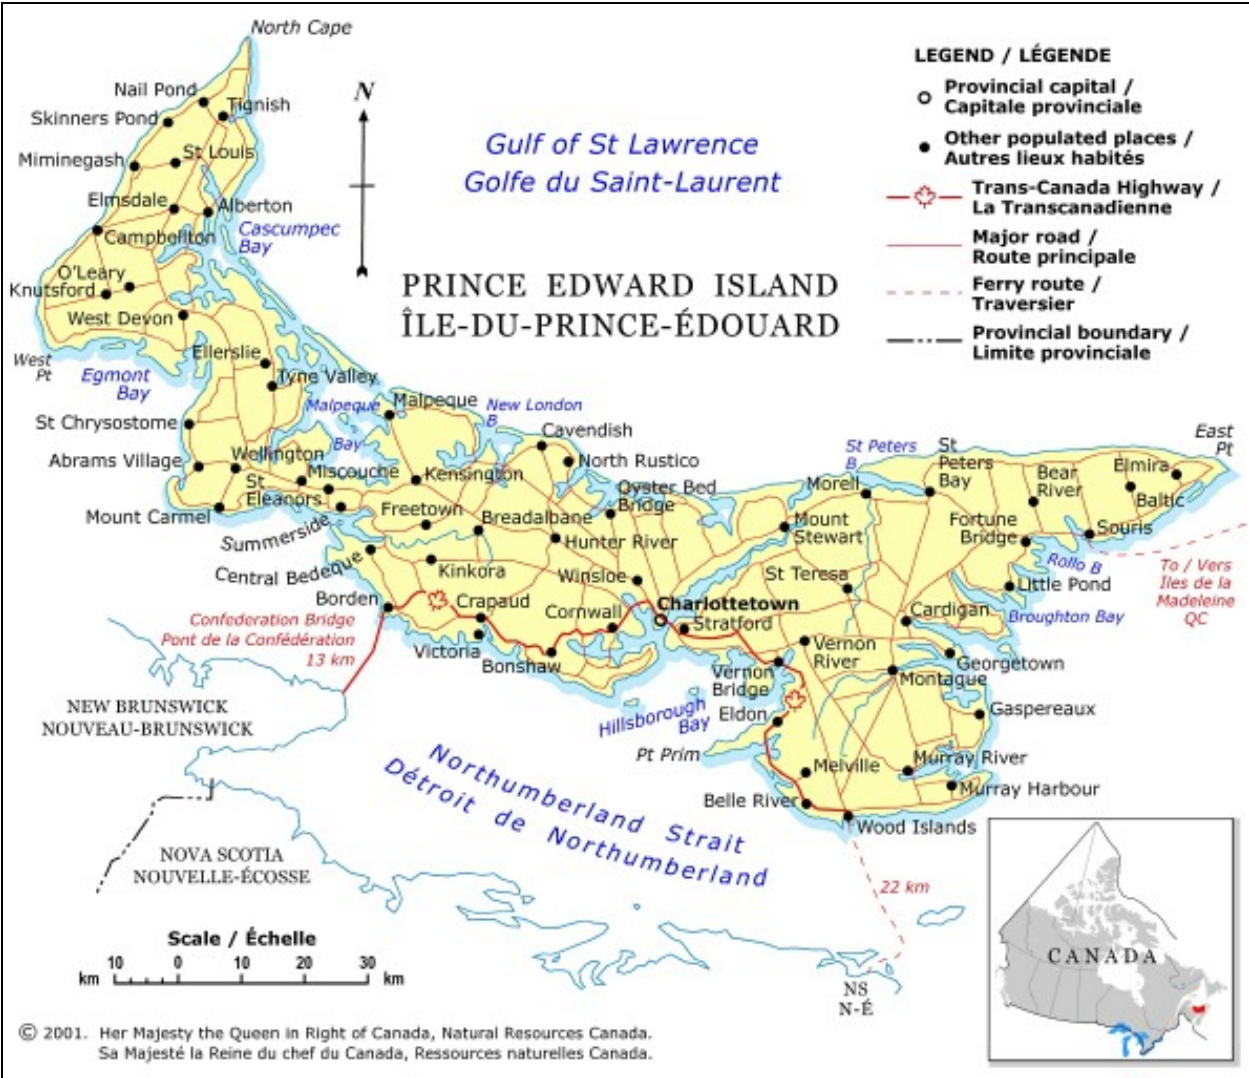 North Cape
Nail Pond
Tignish
Skinners Pond
Miminegash
St Louis
Elmsdale
Alberton
Campbellton
Cascumpec
Bay
O'Leary
Knutsford
West Devon
West
Pt
Egmont
Bay
Ellerslie
Tyne Valley
N
Gulf of St Lawrence
Golfe du Saint-Laurent
PRINCE EDWARD ISLAND
ÎLE-DU-PRINCE-ÉDOUARD
LEGEND / LÉGENDE
Provincial capital /
Capitale provinciale
Other populated places /
Autres lieux habités
Trans-Canada Highway /
La Transcanadienne
Major road /
Route principale
Ferry route /
Traversier
Provincial boundary /
Limite provinciale
St Chrysostome
Abrams Village
Wellington
Mount Carmel
St
Eleanors
Miscouche
Summerside
Malpeque
Bay
Malpeque
New London
B
Cavendish
North Rustico
Kensington
Oyster Bed
Bridge
Freetown
Breadalbane
Hunter River
Central Bedeque
Kinkora
Winsloe
Borden
Crapaud
Cornwall
Charlottetown
Stratford
Victoria
Bonshaw
Confederation Bridge
Pont de la Confédération
13 km
St Peters
B
St
Peters
Bay
Morell
Mount
Stewart
St Teresa
Bear
River
Elmira
East
Pt
Baltic
Fortune
Bridge
Souris
Rollo B
Little Pond
Broughton Bay
To / Vers
Îles de la
Madeleine
QC
Cardigan
Georgetown
Vernon
River
Montague
Vernon
Bridge
Gaspereaux
Hillsborough
Bay
Eldon
Pt Prim
Melville
Murray River
Murray Harbour
Belle River
Wood Islands
22 km
NEW BRUNSWICK
NOUVEAU-BRUNSWICK
Northumberland Strait
Détroit de Northumberland
NOVA SCOTIA
NOUVELLE-ÉCOSSE
NS
N-É
CANADA
Scale / Échelle
km 10 0 10 20 30 km
© 2001. Her Majesty the Queen in Right of Canada, Natural Resources Canada.
Sa Majesté la Reine du chef du Canada, Ressources naturelles Canada.